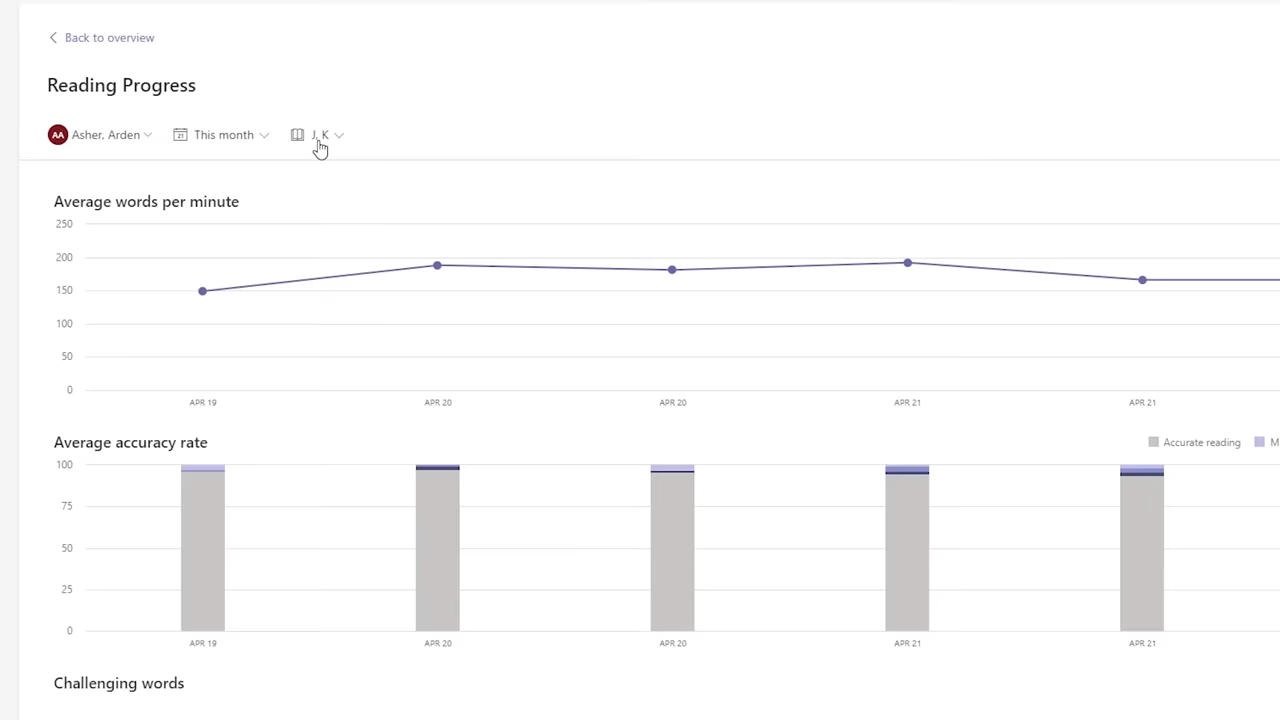 Back to overview
Reading Progress
AA Asher, Arden 21 This month J, K
Average words per minute
250
200
150
100
50
0
APR 19 APR 20 APR 20 APR 21 APR 21
Average accuracy rate
Accurate reading M
100
75
50
25
0
APR 19 APR 20 APR 20 APR 21 APR 21
Challenging words